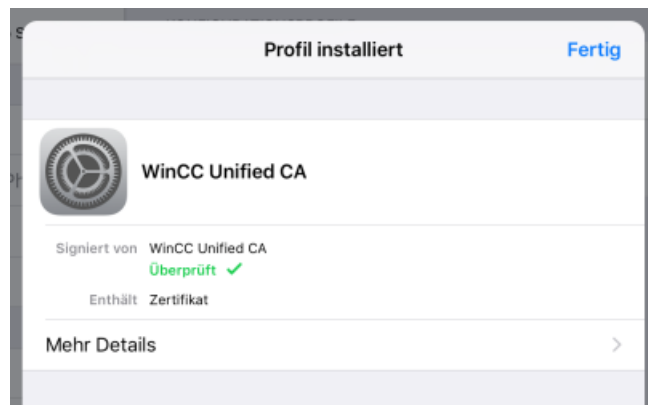 Profil installiert
Fertig
WinCC Unified CA
Signiert von WinCC Unified CA
Überprüft ✓
Enthält Zertifikat
Mehr Details